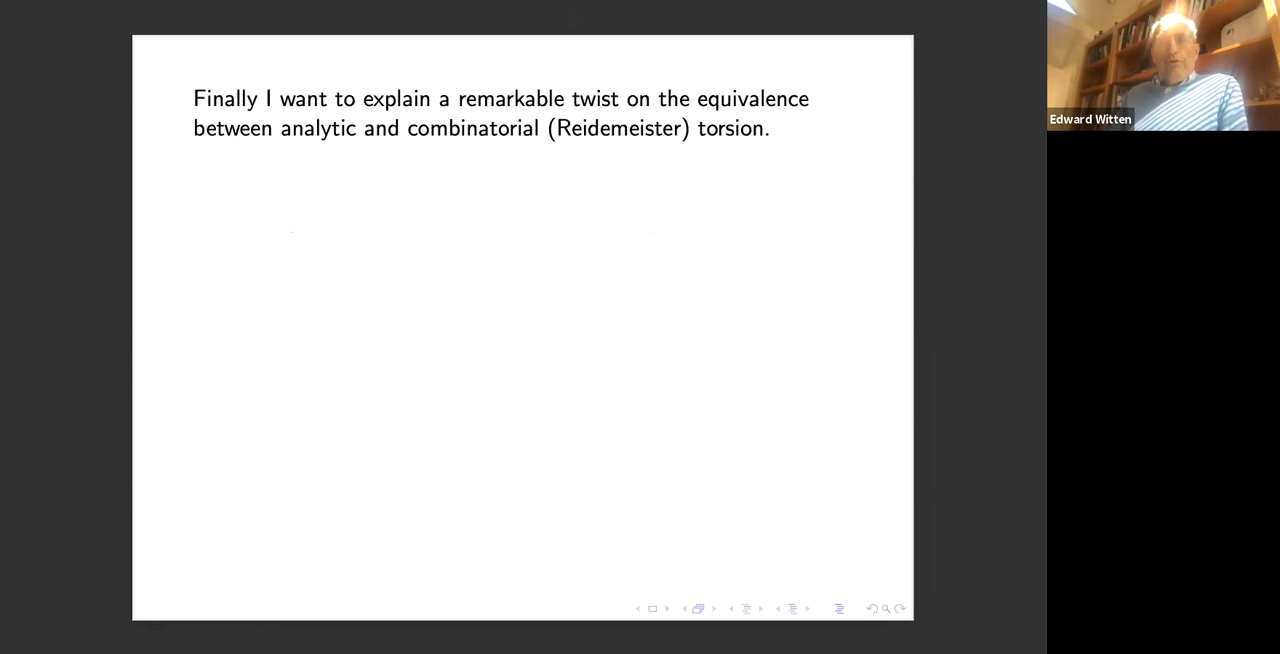 Finally I want to explain a remarkable twist on the equivalence
between analytic and combinatorial (Reidemeister) torsion.
Edward Witten